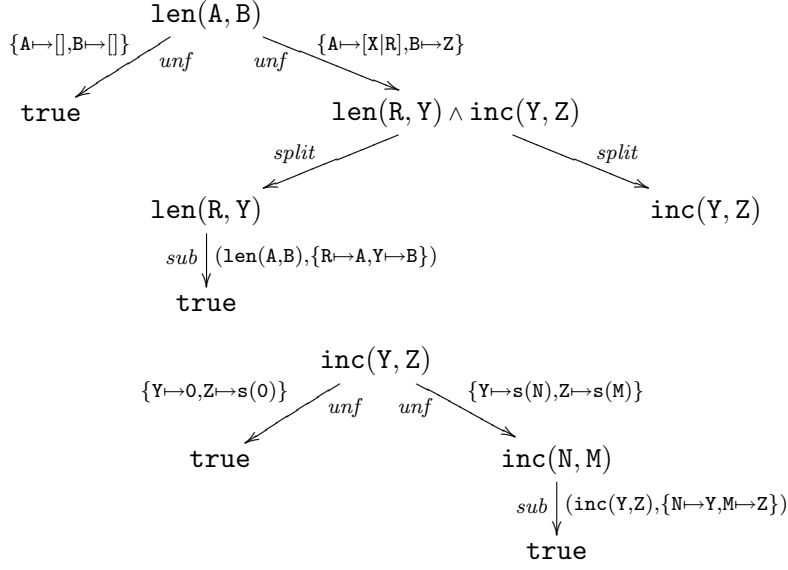 len(A, B)
{A↦[],B↦[]} unf unf {A↦[X|R],B↦Z}
true len(R, Y) ∧ inc(Y, Z)
split split
len(R, Y) inc(Y, Z)
sub (len(A,B),{R↦A,Y↦B})
true
inc(Y, Z)
{Y↦0,Z↦s(0)} unf unf {Y↦s(N),Z↦s(M)}
true inc(N, M)
sub (inc(Y,Z),{N↦Y,M↦Z})
true